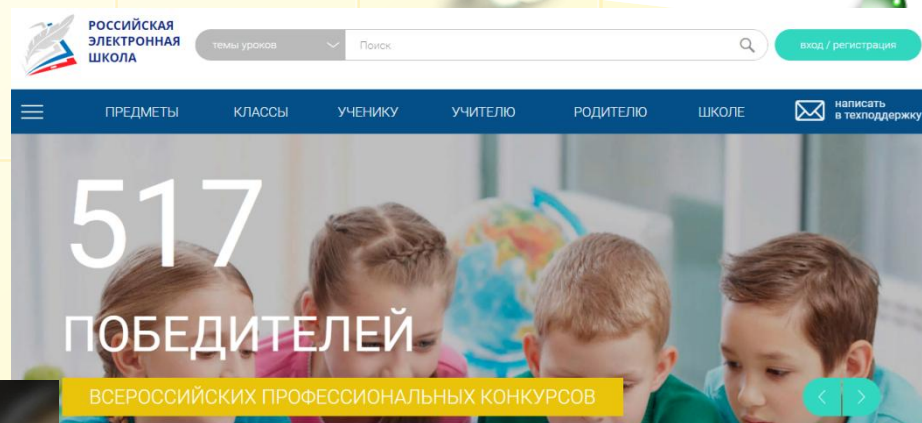 РОССИЙСКАЯ
ЭЛЕКТРОННАЯ
ШКОЛА
темы уроков
Поиск
вход / регистрация
ПРЕДМЕТЫ КЛАССЫ УЧЕНИКУ УЧИТЕЛЮ РОДИТЕЛЮ ШКОЛЕ
написать
в техподдержку
517
ПОБЕДИТЕЛЕЙ
ВСЕРОССИЙСКИХ ПРОФЕССИОНАЛЬНЫХ КОНКУРСОВ